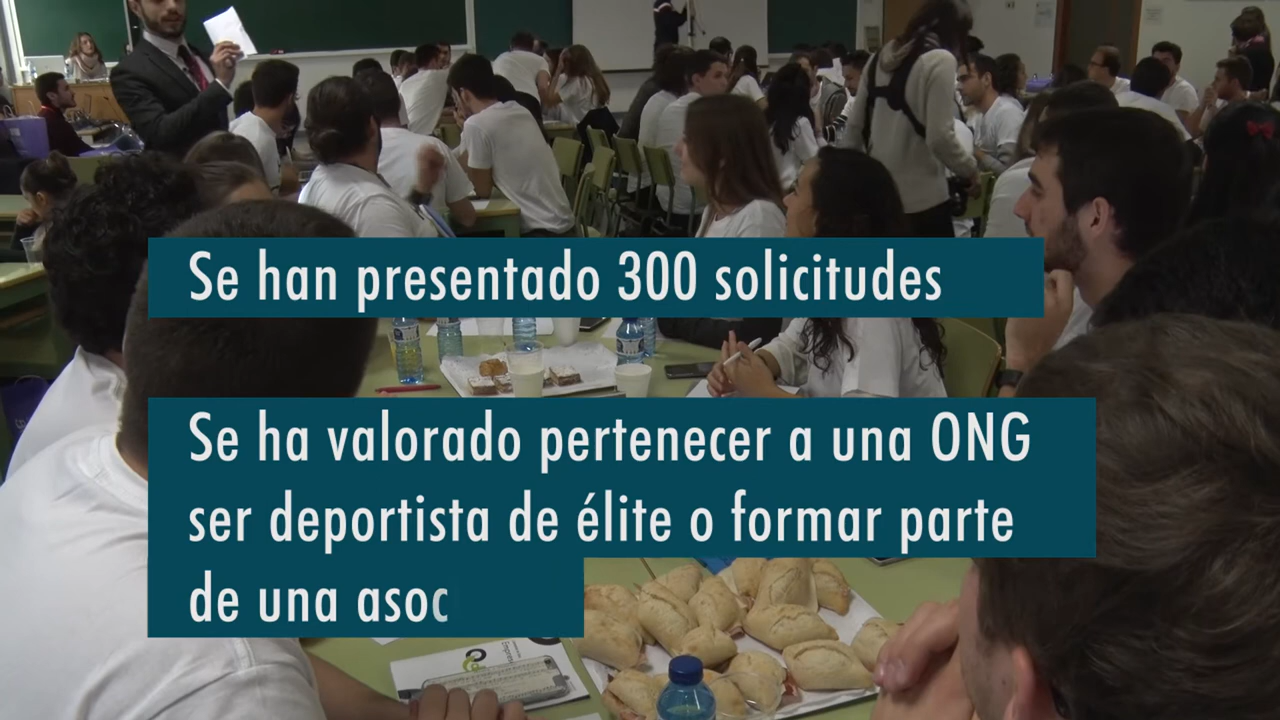 Se han presentado 300 solicitudes
Se ha valorado pertenecer a una ONG
ser deportista de élite o formar parte
de una asoc